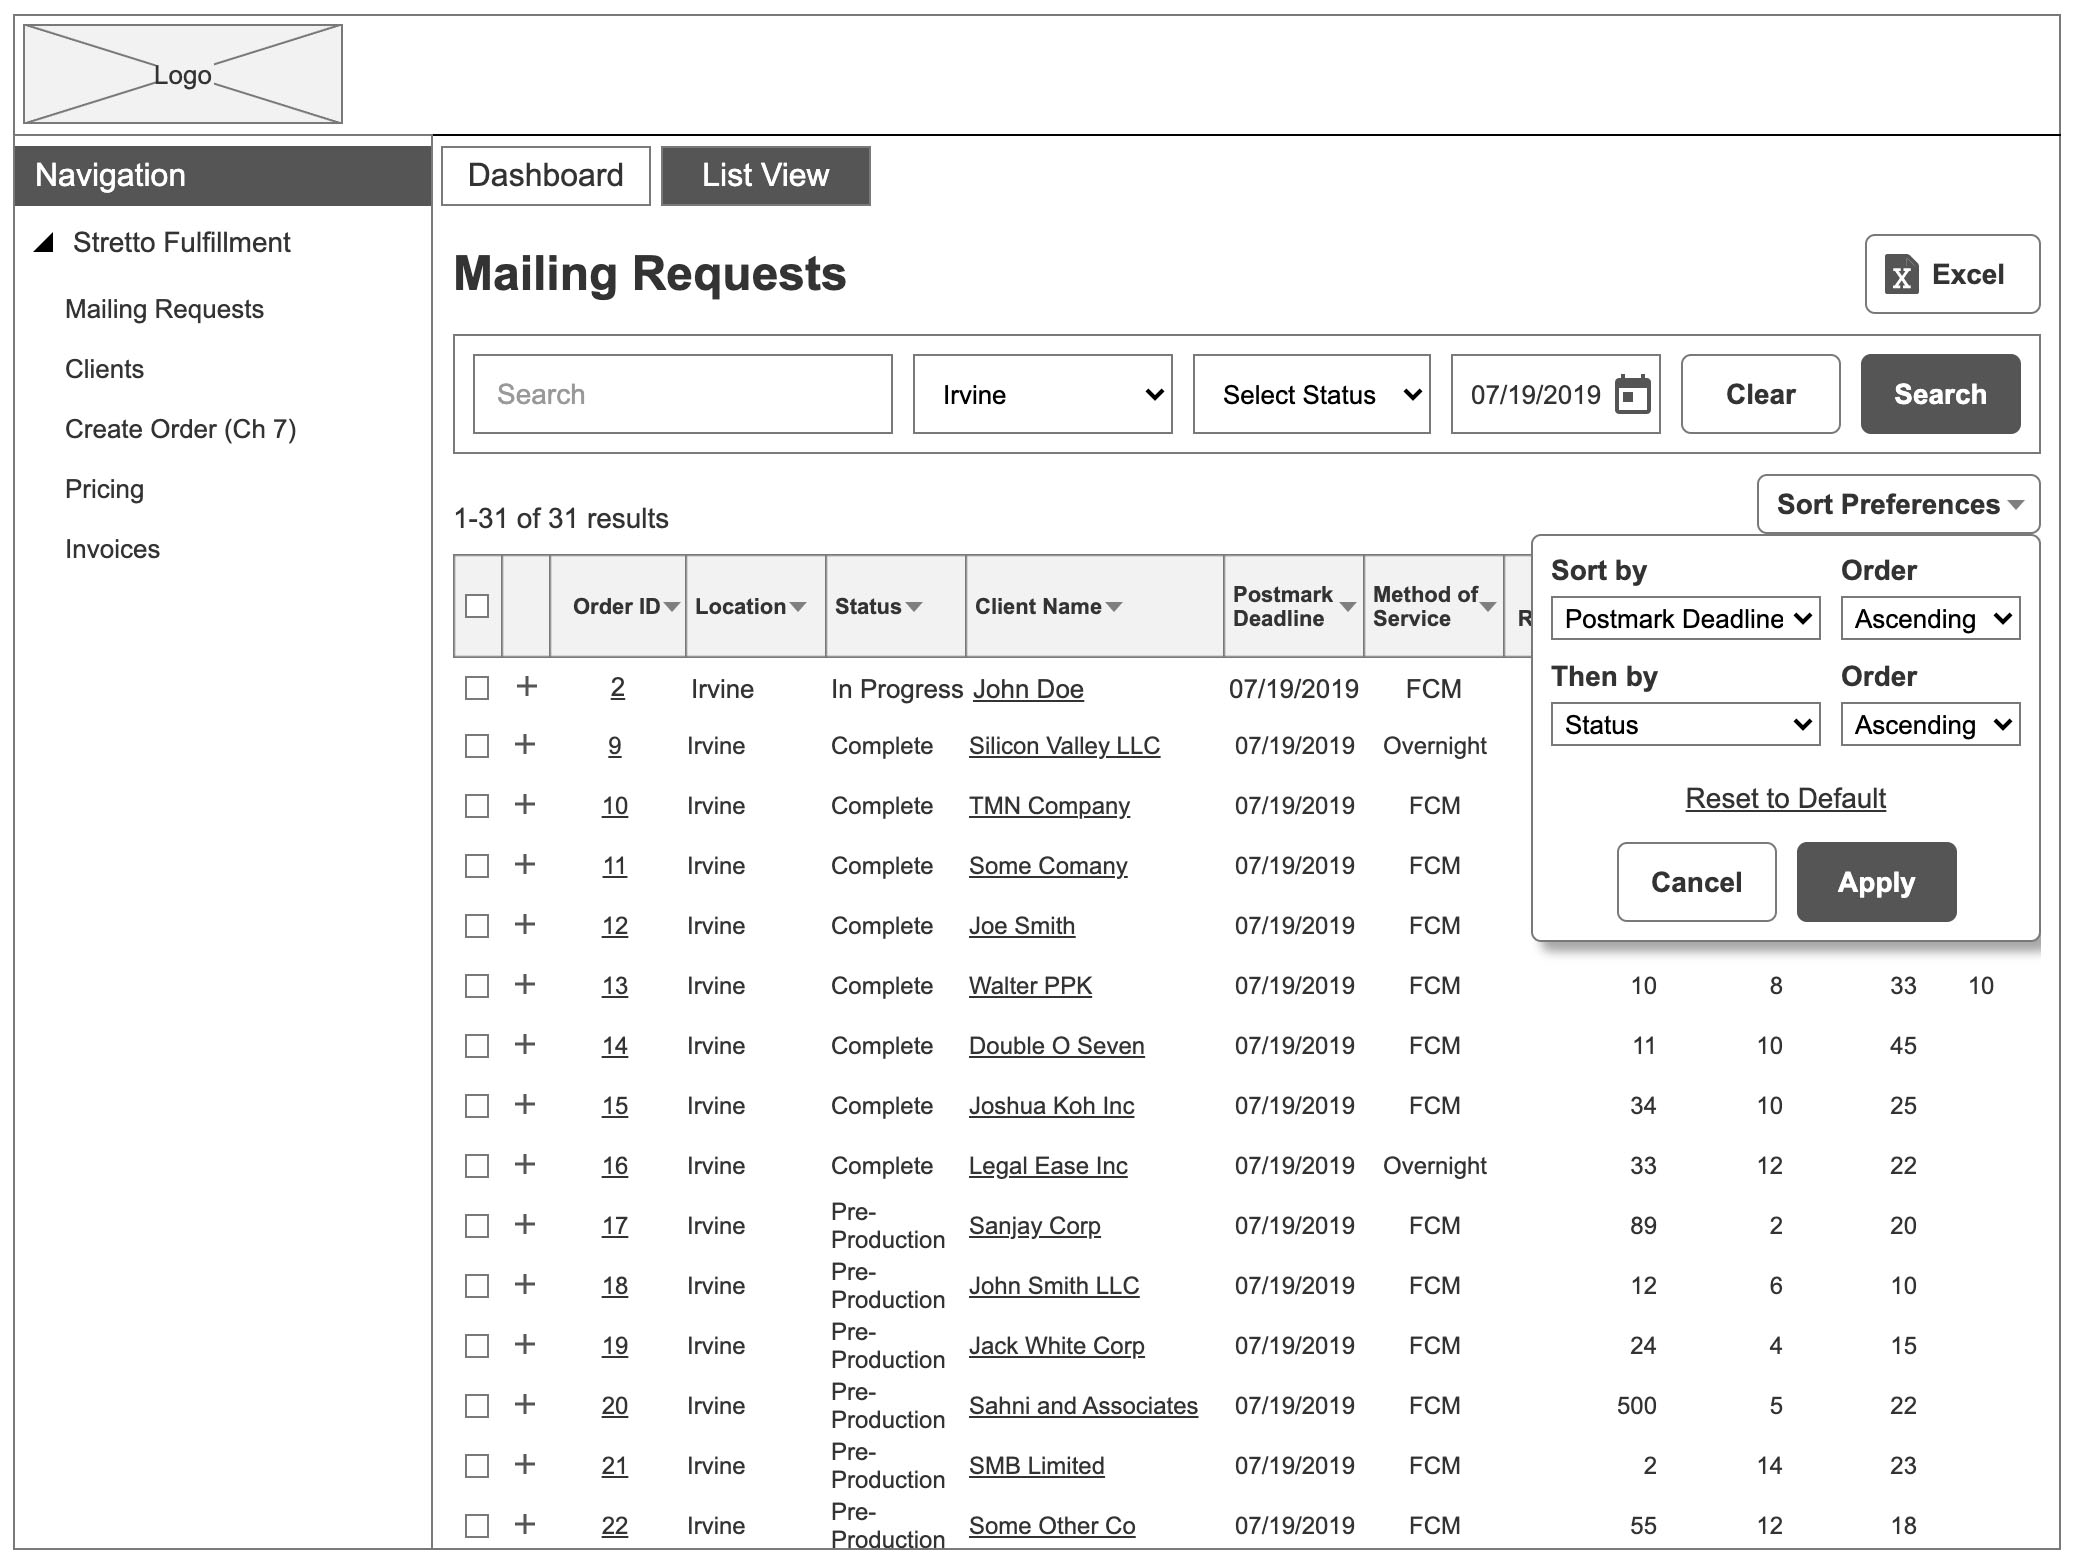 Logo
Navigation
Stretto Fulfillment
Mailing Requests
Clients
Create Order (Ch 7)
Pricing
Invoices
Dashboard List View
Mailing Requests
Excel
Search Irvine Select Status 07/19/2019 Clear Search
1-31 of 31 results
Sort Preferences
Order ID Location Status Client Name Postmark Deadline Method of Service R
Sort by Order
Postmark Deadline Ascending
Then by Order
Status Ascending
Reset to Default
Cancel Apply
2 Irvine In Progress John Doe 07/19/2019 FCM
9 Irvine Complete Silicon Valley LLC 07/19/2019 Overnight
10 Irvine Complete TMN Company 07/19/2019 FCM
11 Irvine Complete Some Comany 07/19/2019 FCM
12 Irvine Complete Joe Smith 07/19/2019 FCM
13 Irvine Complete Walter PPK 07/19/2019 FCM 10 8 33 10
14 Irvine Complete Double O Seven 07/19/2019 FCM 11 10 45
15 Irvine Complete Joshua Koh Inc 07/19/2019 FCM 34 10 25
16 Irvine Complete Legal Ease Inc 07/19/2019 Overnight 33 12 22
17 Irvine Pre-Production Sanjay Corp 07/19/2019 FCM 89 2 20
18 Irvine Pre-Production John Smith LLC 07/19/2019 FCM 12 6 10
19 Irvine Pre-Production Jack White Corp 07/19/2019 FCM 24 4 15
20 Irvine Pre-Production Sahni and Associates 07/19/2019 FCM 500 5 22
21 Irvine Pre-Production SMB Limited 07/19/2019 FCM 2 14 23
22 Irvine Pre-Production Some Other Co 07/19/2019 FCM 55 12 18